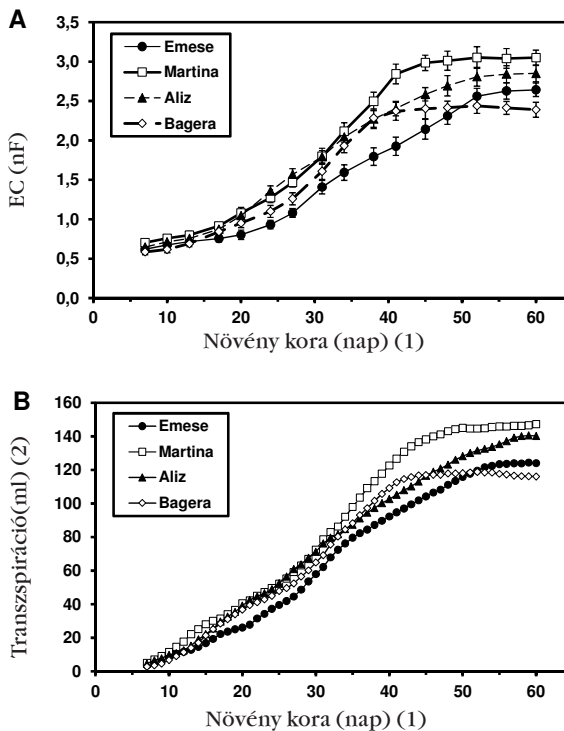 A
EC (nF)
3,5
3,0
2,5
2,0
1,5
1,0
0,5
0,0
Emese
Martina
Aliz
Bagera
0 10 20 30 40 50 60
Növény kora (nap) (1)
B
Transzspiráció(ml) (2)
160
140
120
100
80
60
40
20
0
Emese
Martina
Aliz
Bagera
0 10 20 30 40 50 60
Növény kora (nap) (1)